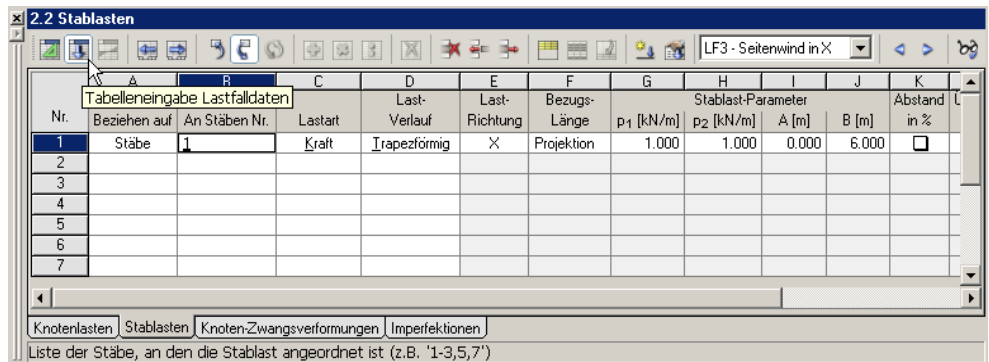 2.2 Stablasten
LF3 - Seitenwind in X
A B C D E F G H I J K
Tabelleneingabe Lastfalldaten Last- Last- Bezugs- Stablast-Parameter Abstand
Nr. Beziehen auf An Stäben Nr. Lastart Verlauf Richtung Länge p1 [kN/m] p2 [kN/m] A [m] B [m] in %
1 Stäbe 1 Kraft Trapezförmig X Projektion 1.000 1.000 0.000 6.000
2
3
4
5
6
7
Knotenlasten Stablasten Knoten-Zwangsverformungen Imperfektionen
Liste der Stäbe, an den die Stablast angeordnet ist (z.B. '1-3,5,7')